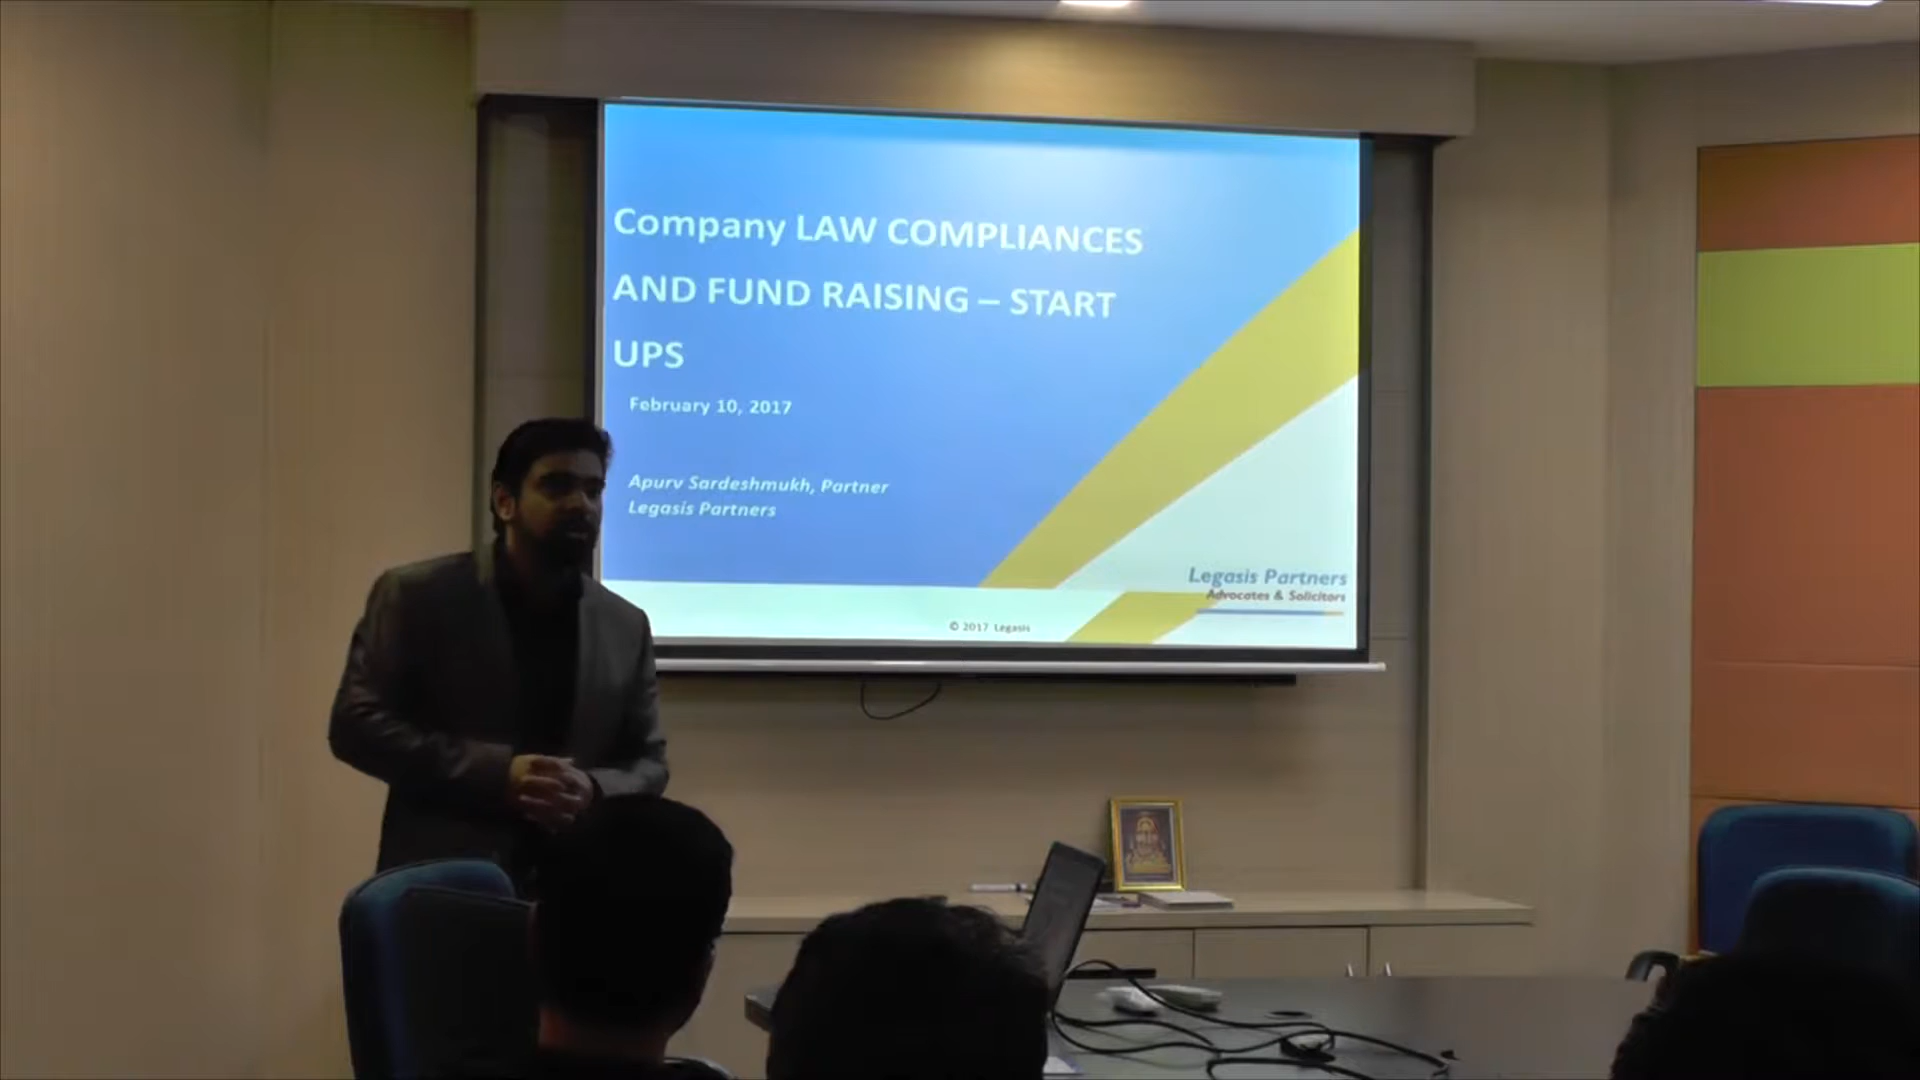 Company LAW COMPLIANCES
AND FUND RAISING – START
UPS
February 10, 2017
Apurv Sardeshmukh, Partner
Legasis Partners
Legasis Partners
Advocates & Solicitors
© 2017 Legasis